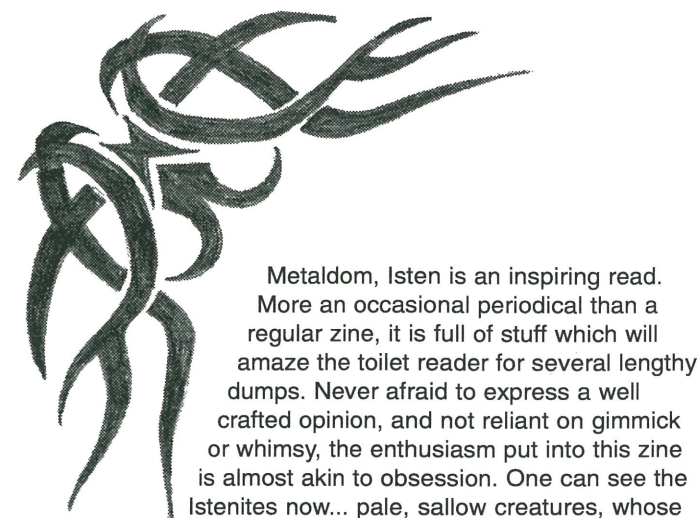 Metaldom, Isten is an inspiring read.
More an occasional periodical than a
regular zine, it is full of stuff which will
amaze the toilet reader for several lengthy
dumps. Never afraid to express a well
crafted opinion, and not reliant on gimmick
or whimsy, the enthusiasm put into this zine
is almost akin to obsession. One can see the
Istenites now... pale, sallow creatures, whose